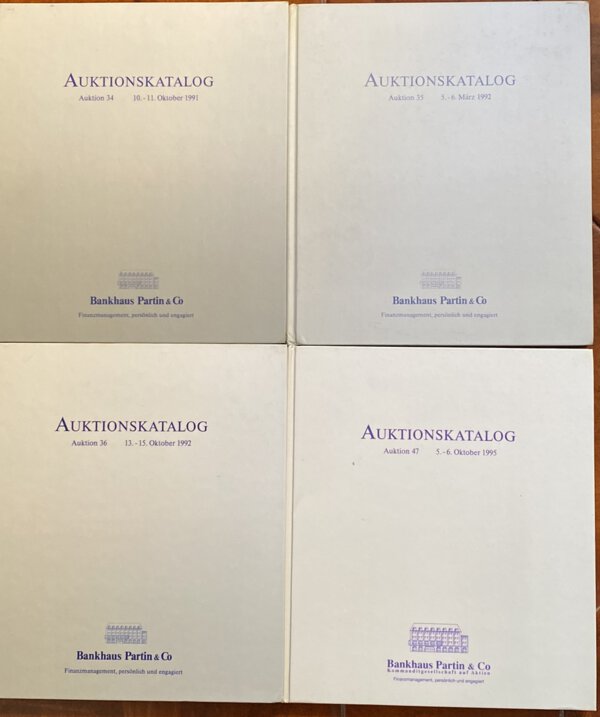 AUKTIONSKATALOG
Auktion 34 10.-11. Oktober 1991
Bankhaus Partin & Co
Finanzmanagement, persönlich und engagiert
AUKTIONSKATALOG
Auktion 35 5.-6. März 1992
Bankhaus Partin & Co
Finanzmanagement, persönlich und engagiert
AUKTIONSKATALOG
Auktion 36 13.-15. Oktober 1992
Bankhaus Partin & Co
Finanzmanagement, persönlich und engagiert
AUKTIONSKATALOG
Auktion 47 5.-6. Oktober 1995
Bankhaus Partin & Co
Kommanditgesellschaft auf Aktien
Finanzmanagement, persönlich und engagiert